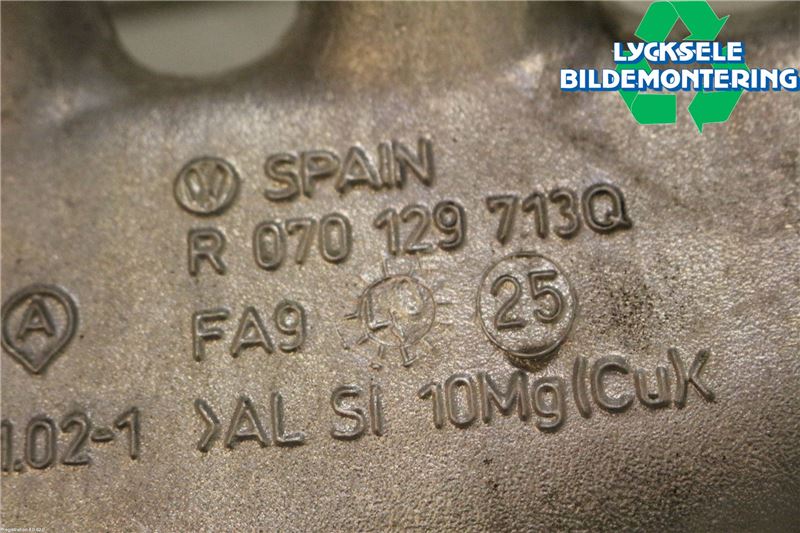 LYCKSELE
BILDEMONTERING
SPAIN
R 070 129 713Q
A
FA9
25
1.02-1 >AL SI 10Mg(Cu)<